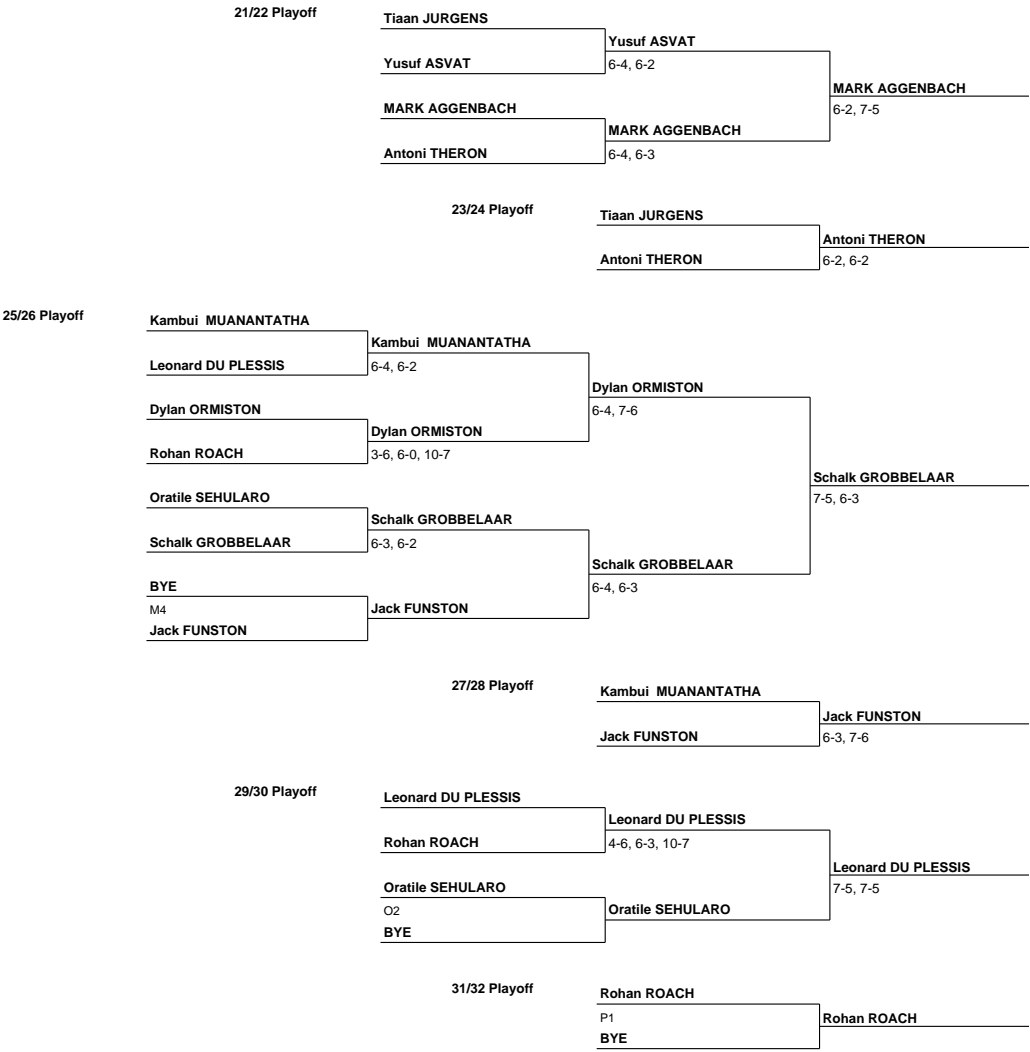 21/22 Playoff
Tiaan JURGENS
Yusuf ASVAT
Yusuf ASVAT
6-4, 6-2
MARK AGGENBACH
6-2, 7-5
MARK AGGENBACH
MARK AGGENBACH
Antoni THERON
6-4, 6-3
23/24 Playoff
Tiaan JURGENS
Antoni THERON
Antoni THERON
6-2, 6-2
25/26 Playoff
Kambui  MUANANTATHA
Kambui  MUANANTATHA
Leonard DU PLESSIS
6-4, 6-2
Dylan ORMISTON
6-4, 7-6
Dylan ORMISTON
Dylan ORMISTON
Rohan ROACH
3-6, 6-0, 10-7
Schalk GROBBELAAR
7-5, 6-3
Oratile SEHULARO
Schalk GROBBELAAR
Schalk GROBBELAAR
6-3, 6-2
Schalk GROBBELAAR
6-4, 6-3
BYE
M4
Jack FUNSTON
Jack FUNSTON
27/28 Playoff
Kambui  MUANANTATHA
Jack FUNSTON
Jack FUNSTON
6-3, 7-6
29/30 Playoff
Leonard DU PLESSIS
Leonard DU PLESSIS
Rohan ROACH
4-6, 6-3, 10-7
Leonard DU PLESSIS
7-5, 7-5
Oratile SEHULARO
O2
Oratile SEHULARO
BYE
31/32 Playoff
Rohan ROACH
P1
Rohan ROACH
BYE